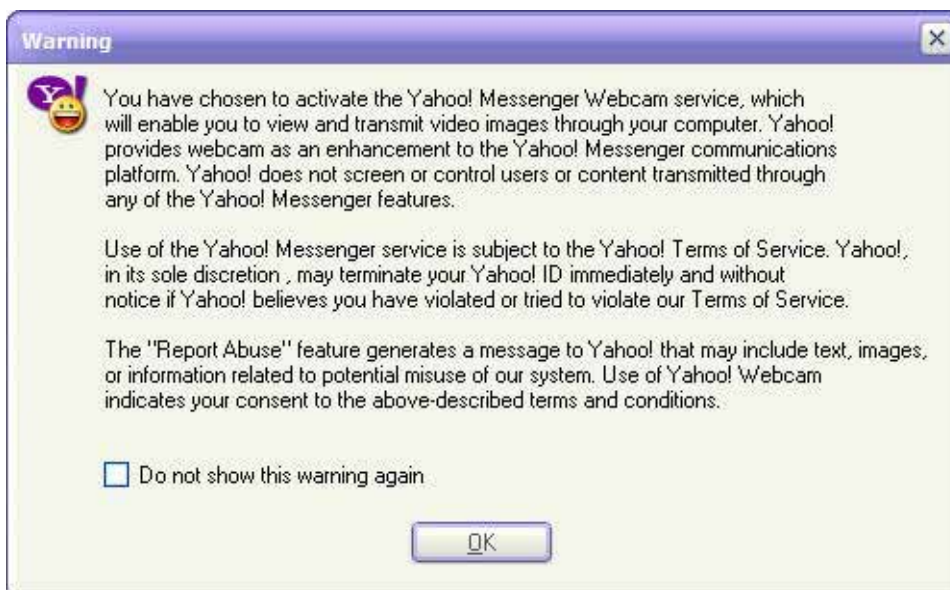 Warning
You have chosen to activate the Yahoo! Messenger Webcam service, which
will enable you to view and transmit video images through your computer. Yahoo!
provides webcam as an enhancement to the Yahoo! Messenger communications
platform. Yahoo! does not screen or control users or content transmitted through
any of the Yahoo! Messenger features.
Use of the Yahoo! Messenger service is subject to the Yahoo! Terms of Service. Yahoo!,
in its sole discretion , may terminate your Yahoo! ID immediately and without
notice if Yahoo! believes you have violated or tried to violate our Terms of Service.
The "Report Abuse" feature generates a message to Yahoo! that may include text, images,
or information related to potential misuse of our system. Use of Yahoo! Webcam
indicates your consent to the above-described terms and conditions.
Do not show this warning again
OK